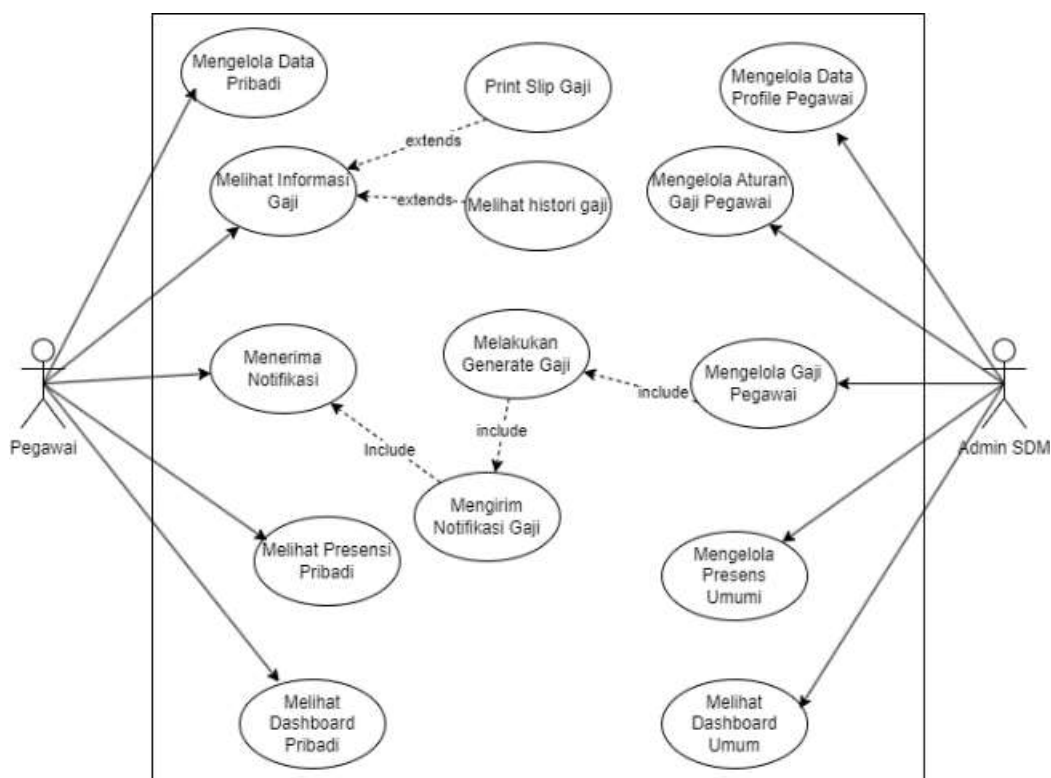 Mengelola Data
Pribadi
Print Slip Gaji
Mengelola Data
Profile Pegawai
extends
Melihat Informasi
Gaji
extends
Melihat histori gaji
Mengelola Aturan
Gaji Pegawai
Menerima
Notifikasi
Melakukan
Generate Gaji
Mengelola Gaji
Pegawai
include
Pegawai
Include
include
Admin SDM
Mengirim
Notifikasi Gaji
Melihat Presensi
Pribadi
Mengelola
Presens
Umumi
Melihat
Dashboard
Pribadi
Melihat
Dashboard
Umum